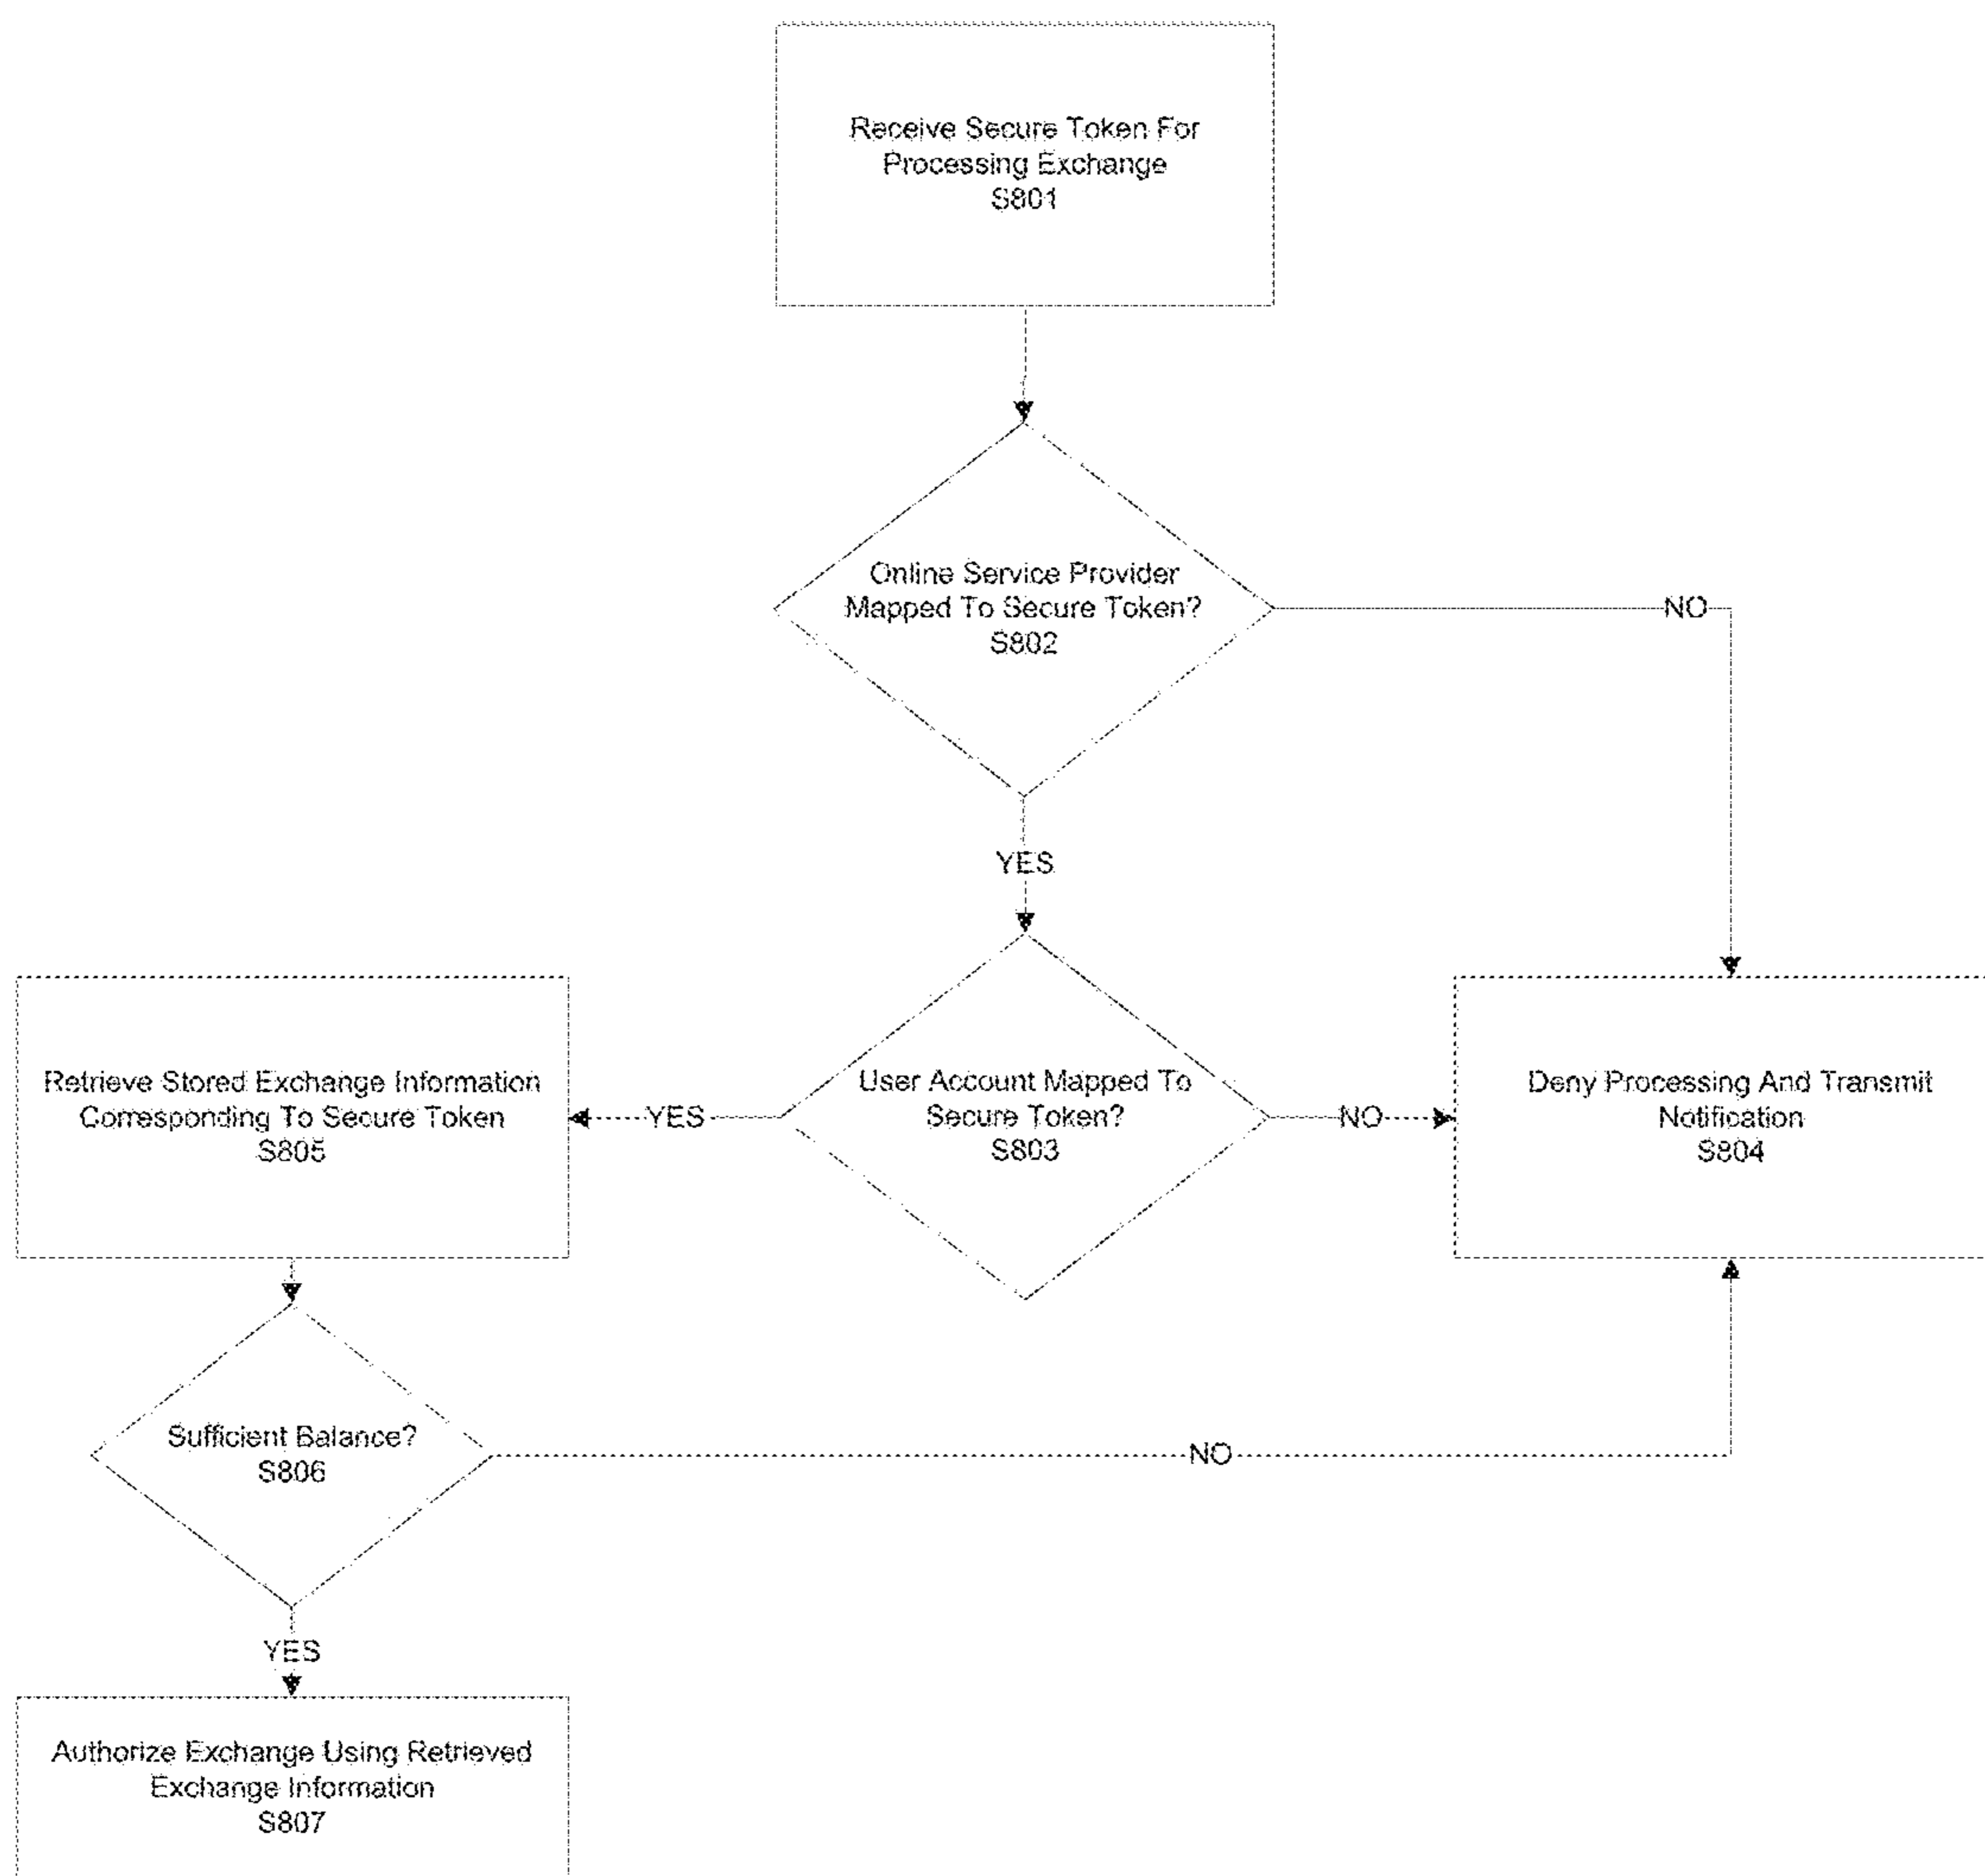 Receive Secure Token For
Processing Exchange
S801
Online Service Provider
Mapped To Secure Token?
S802
NO
YES
Retrieve Stored Exchange Information
Corresponding To Secure Token
S805
YES
User Account Mapped To
Secure Token?
S803
NO
Deny Processing And Transmit
Notification
S804
Sufficient Balance?
S806
NO
YES
Authorize Exchange Using Retrieved
Exchange Information
S807